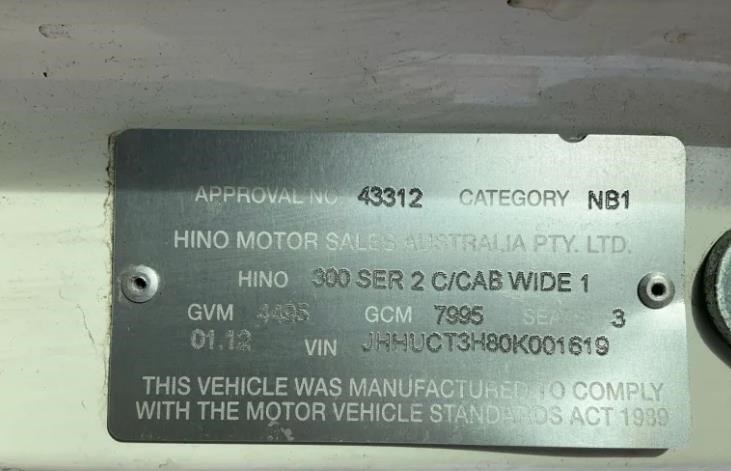 APPROVAL NO. 43312 CATEGORY NB1
HINO MOTOR SALES AUSTRALIA PTY. LTD.
HINO 300 SER 2 C/CAB WIDE 1
GVM 4495 GCM 7995 SEATS 3
01.12 VIN JHHUCT3H80K001619
THIS VEHICLE WAS MANUFACTURED TO COMPLY
WITH THE MOTOR VEHICLE STANDARDS ACT 1989